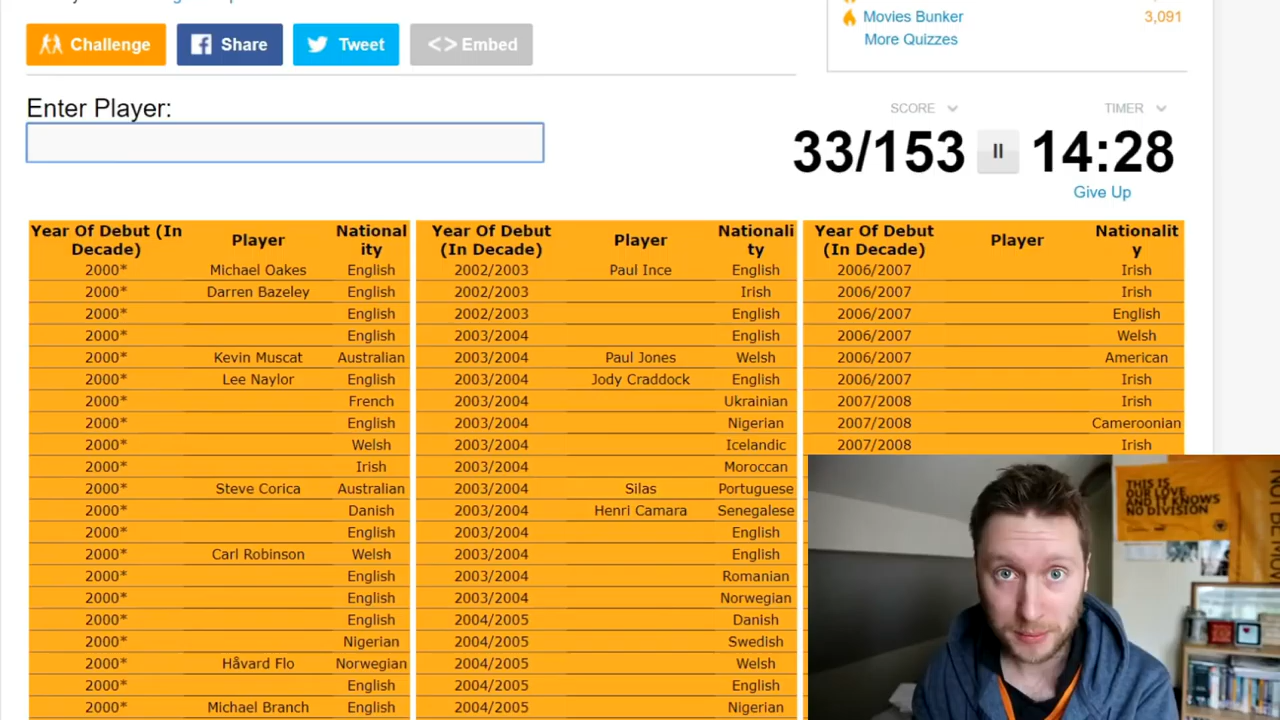 Movies Bunker 3,091
More Quizzes
Challenge Share Tweet <> Embed
Enter Player:
SCORE TIMER
33/153 14:28
Give Up
Year Of Debut (In Decade) Player Nationality Year Of Debut (In Decade) Player Nationality Year Of Debut (In Decade) Player Nationality
2000* Michael Oakes English 2002/2003 Paul Ince English 2006/2007 Irish
2000* Darren Bazeley English 2002/2003 Irish 2006/2007 Irish
2000* English 2002/2003 English 2006/2007 English
2000* English 2003/2004 English 2006/2007 Welsh
2000* Kevin Muscat Australian 2003/2004 Paul Jones Welsh 2006/2007 American
2000* Lee Naylor English 2003/2004 Jody Craddock English 2006/2007 Irish
2000* French 2003/2004 Ukrainian 2007/2008 Irish
2000* English 2003/2004 Nigerian 2007/2008 Cameroonian
2000* Welsh 2003/2004 Icelandic 2007/2008 Irish
2000* Irish 2003/2004 Moroccan
2000* Steve Corica Australian 2003/2004 Silas Portuguese
2000* Danish 2003/2004 Henri Camara Senegalese
2000* English 2003/2004 English
2000* Carl Robinson Welsh 2003/2004 English
2000* English 2003/2004 Romanian
2000* English 2003/2004 Norwegian
2000* English 2004/2005 Danish
2000* Nigerian 2004/2005 Swedish
2000* Håvard Flo Norwegian 2004/2005 Welsh
2000* English 2004/2005 English
2000* Michael Branch English 2004/2005 Nigerian
THIS IS
OUR LOVE
AND IT KNOWS
NO DIVISION